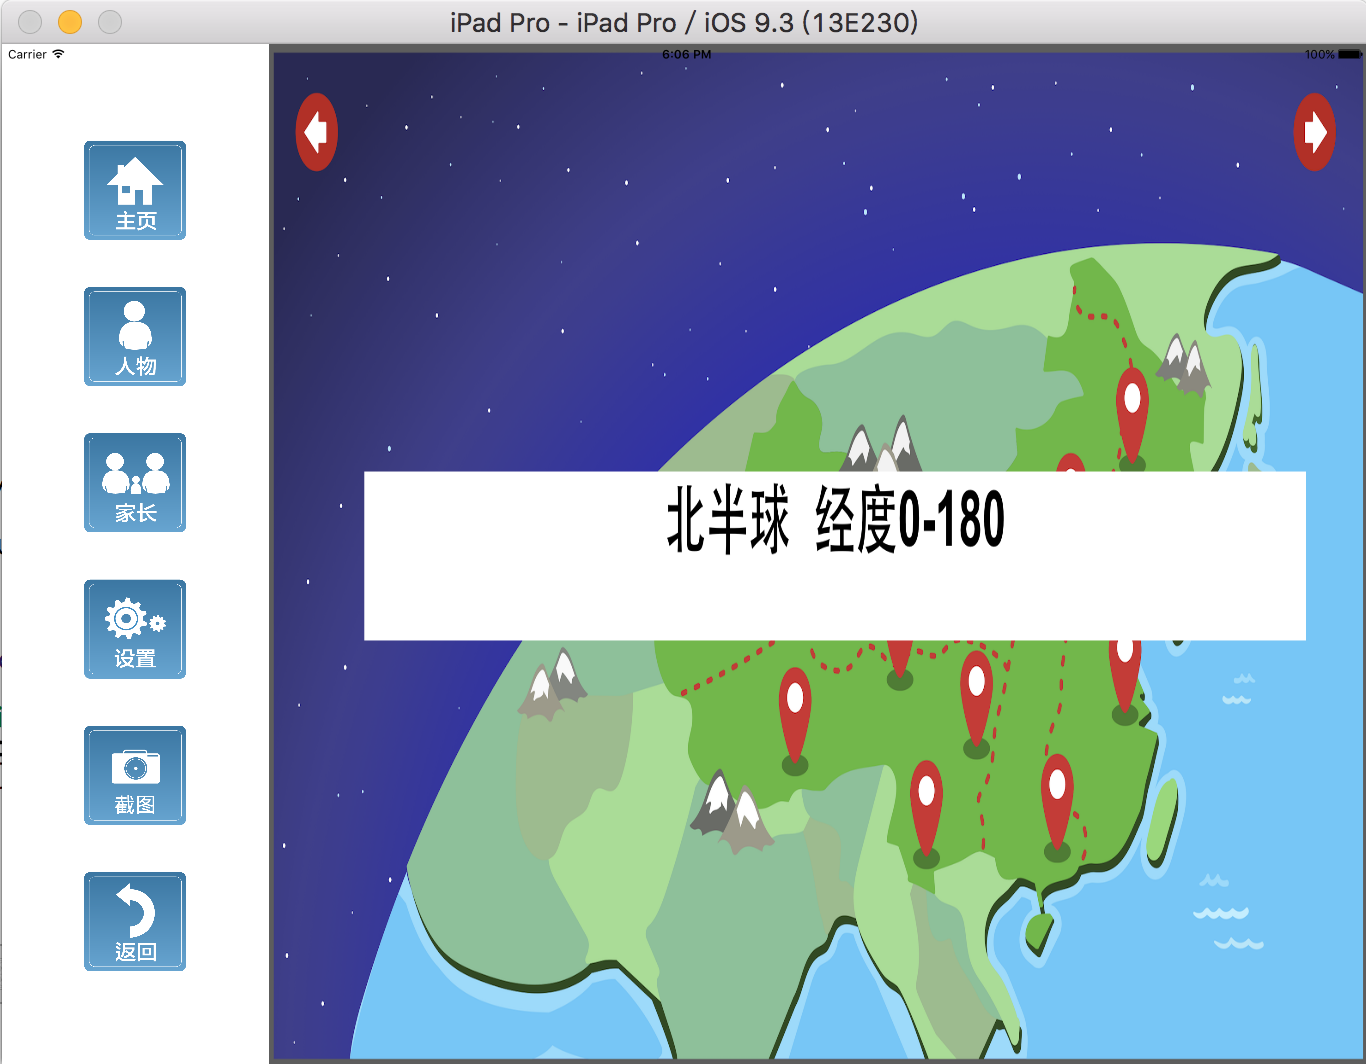 iPad Pro - iPad Pro / iOS 9.3 (13E230)
Carrier 6:06 PM 100%
主页
人物
家长
设置
截图
返回
北半球 经度0-180